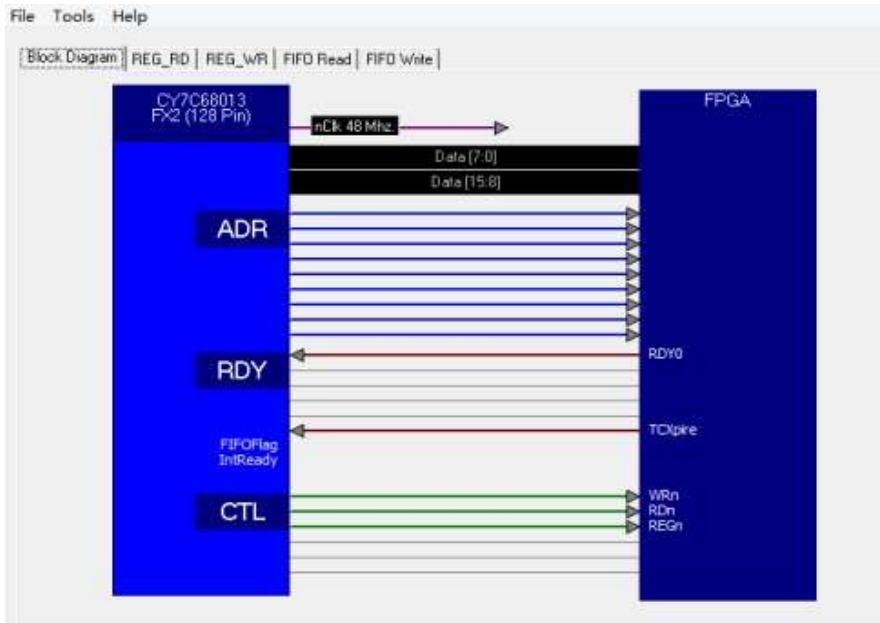 File Tools Help
Block Diagram REG_RD REG_WR FIFO Read FIFO Write
CY7C68013
FX2 (128 Pin)
FPGA
nClk 48 Mhz.
Data [7:0]
Data [15:8]
ADR
RDY
RDY0
TCXpire
FIFOFlag
IntReady
CTL
WRn
RDn
REGn